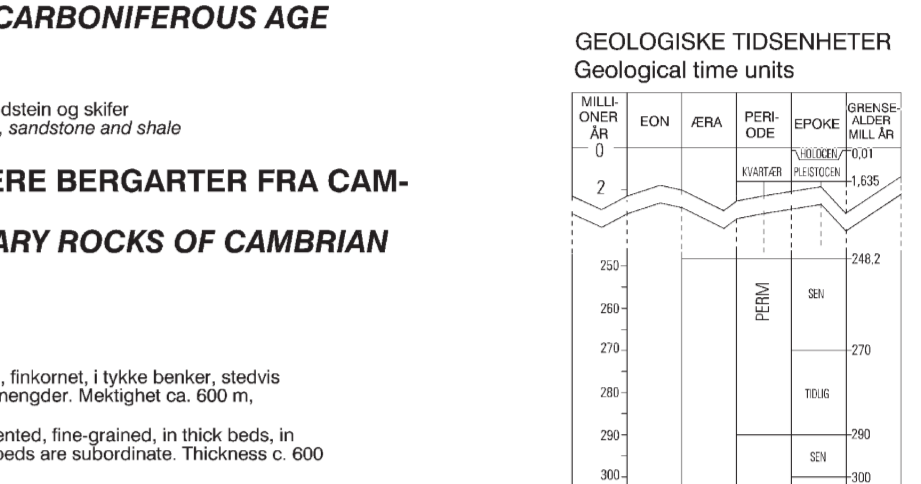 CARBONIFEROUS AGE
dstein og skifer
, sandstone and shale
ERE BERGARTER FRA CAM-
ARY ROCKS OF CAMBRIAN
, finkornet, i tykke benker, stedvis
nengder. Mektighet ca. 600 m,
ented, fine-grained, in thick beds, in
beds are subordinate. Thickness c. 600
GEOLOGISKE TIDSENHETER
Geological time units
MILLI-
ONER
ÅR
EON
ÆRA
PERI-
ODE
EPOKE
GRENSE-
ALDER
MILL ÅR
0
HOLOCEN
0,01
KVARTÆR
PLEISTOCEN
1,635
2
248,2
250
PERM
SEN
260
270
270
280
TIDLIG
290
290
SEN
300
300